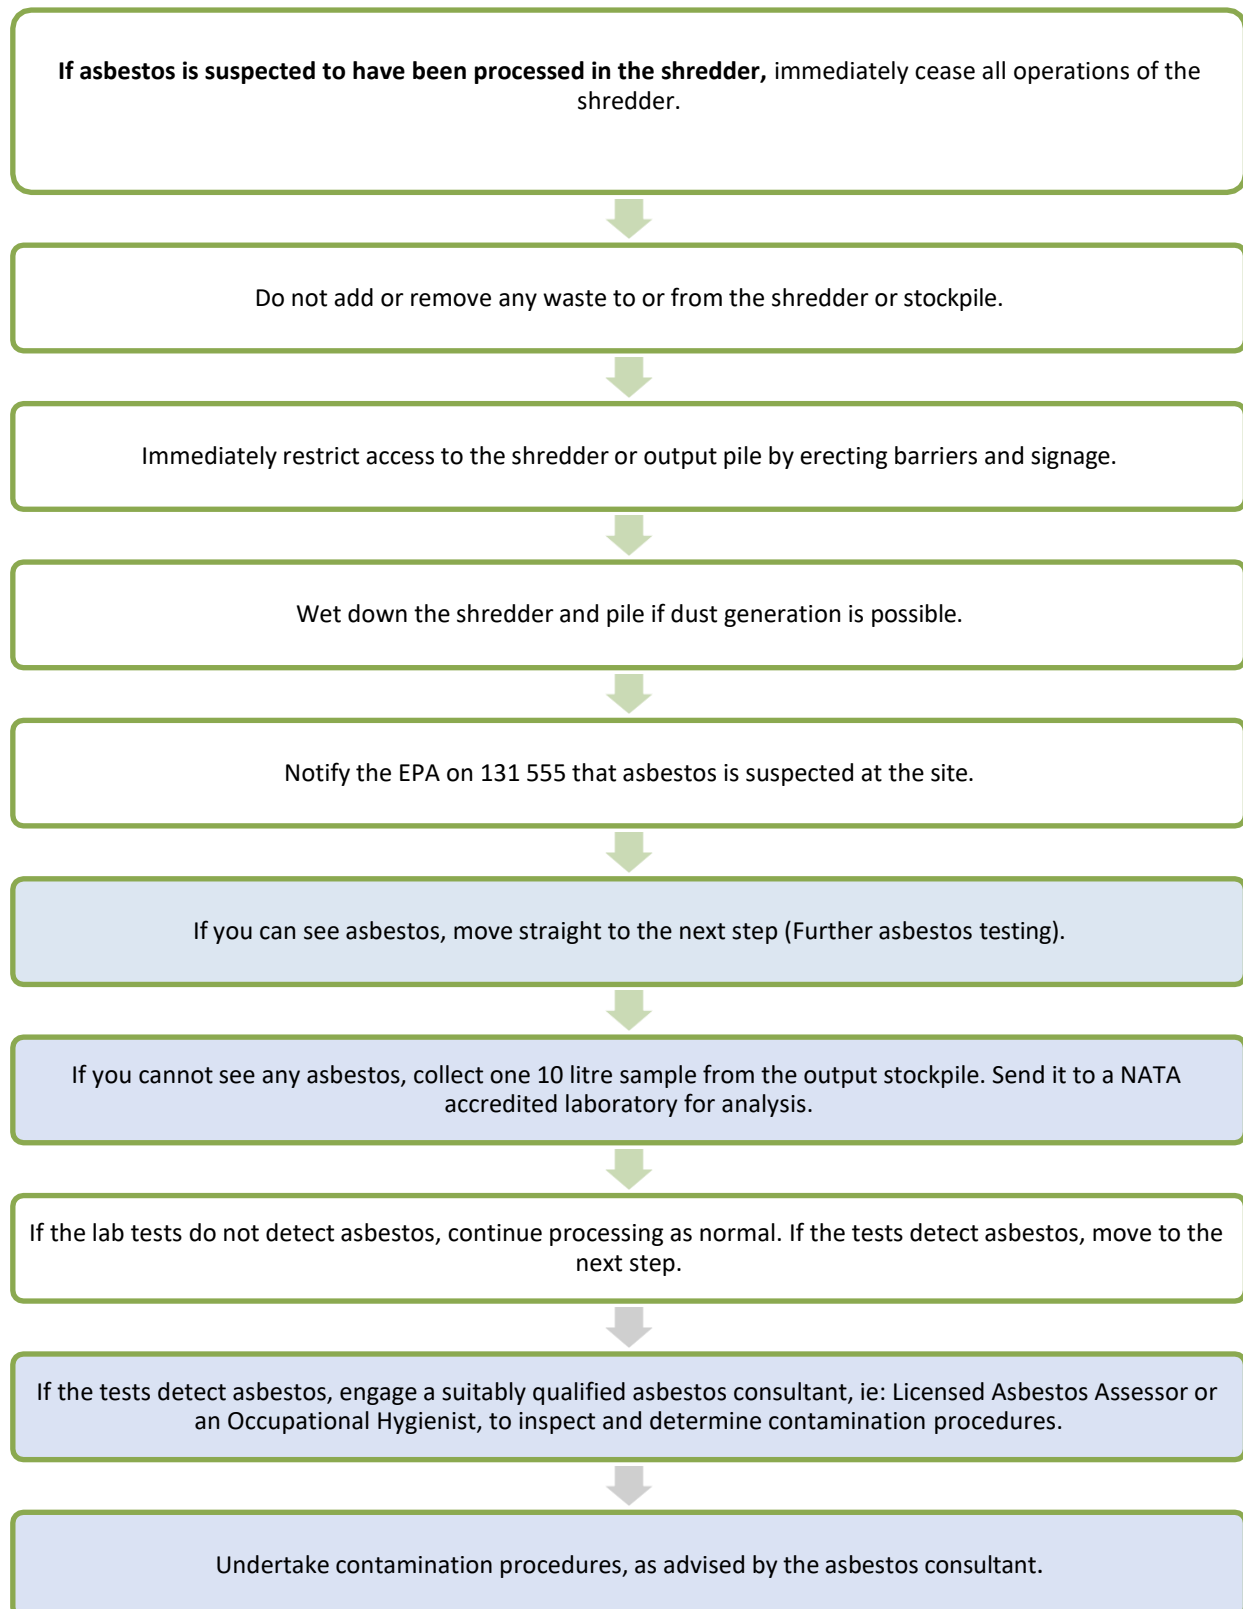 If asbestos is suspected to have been processed in the shredder, immediately cease all operations of the
shredder.
Do not add or remove any waste to or from the shredder or stockpile.
Immediately restrict access to the shredder or output pile by erecting barriers and signage.
Wet down the shredder and pile if dust generation is possible.
Notify the EPA on 131 555 that asbestos is suspected at the site.
If you can see asbestos, move straight to the next step (Further asbestos testing).
If you cannot see any asbestos, collect one 10 litre sample from the output stockpile. Send it to a NATA
accredited laboratory for analysis.
If the lab tests do not detect asbestos, continue processing as normal. If the tests detect asbestos, move to the
next step.
If the tests detect asbestos, engage a suitably qualified asbestos consultant, ie: Licensed Asbestos Assessor or
an Occupational Hygienist, to inspect and determine contamination procedures.
Undertake contamination procedures, as advised by the asbestos consultant.